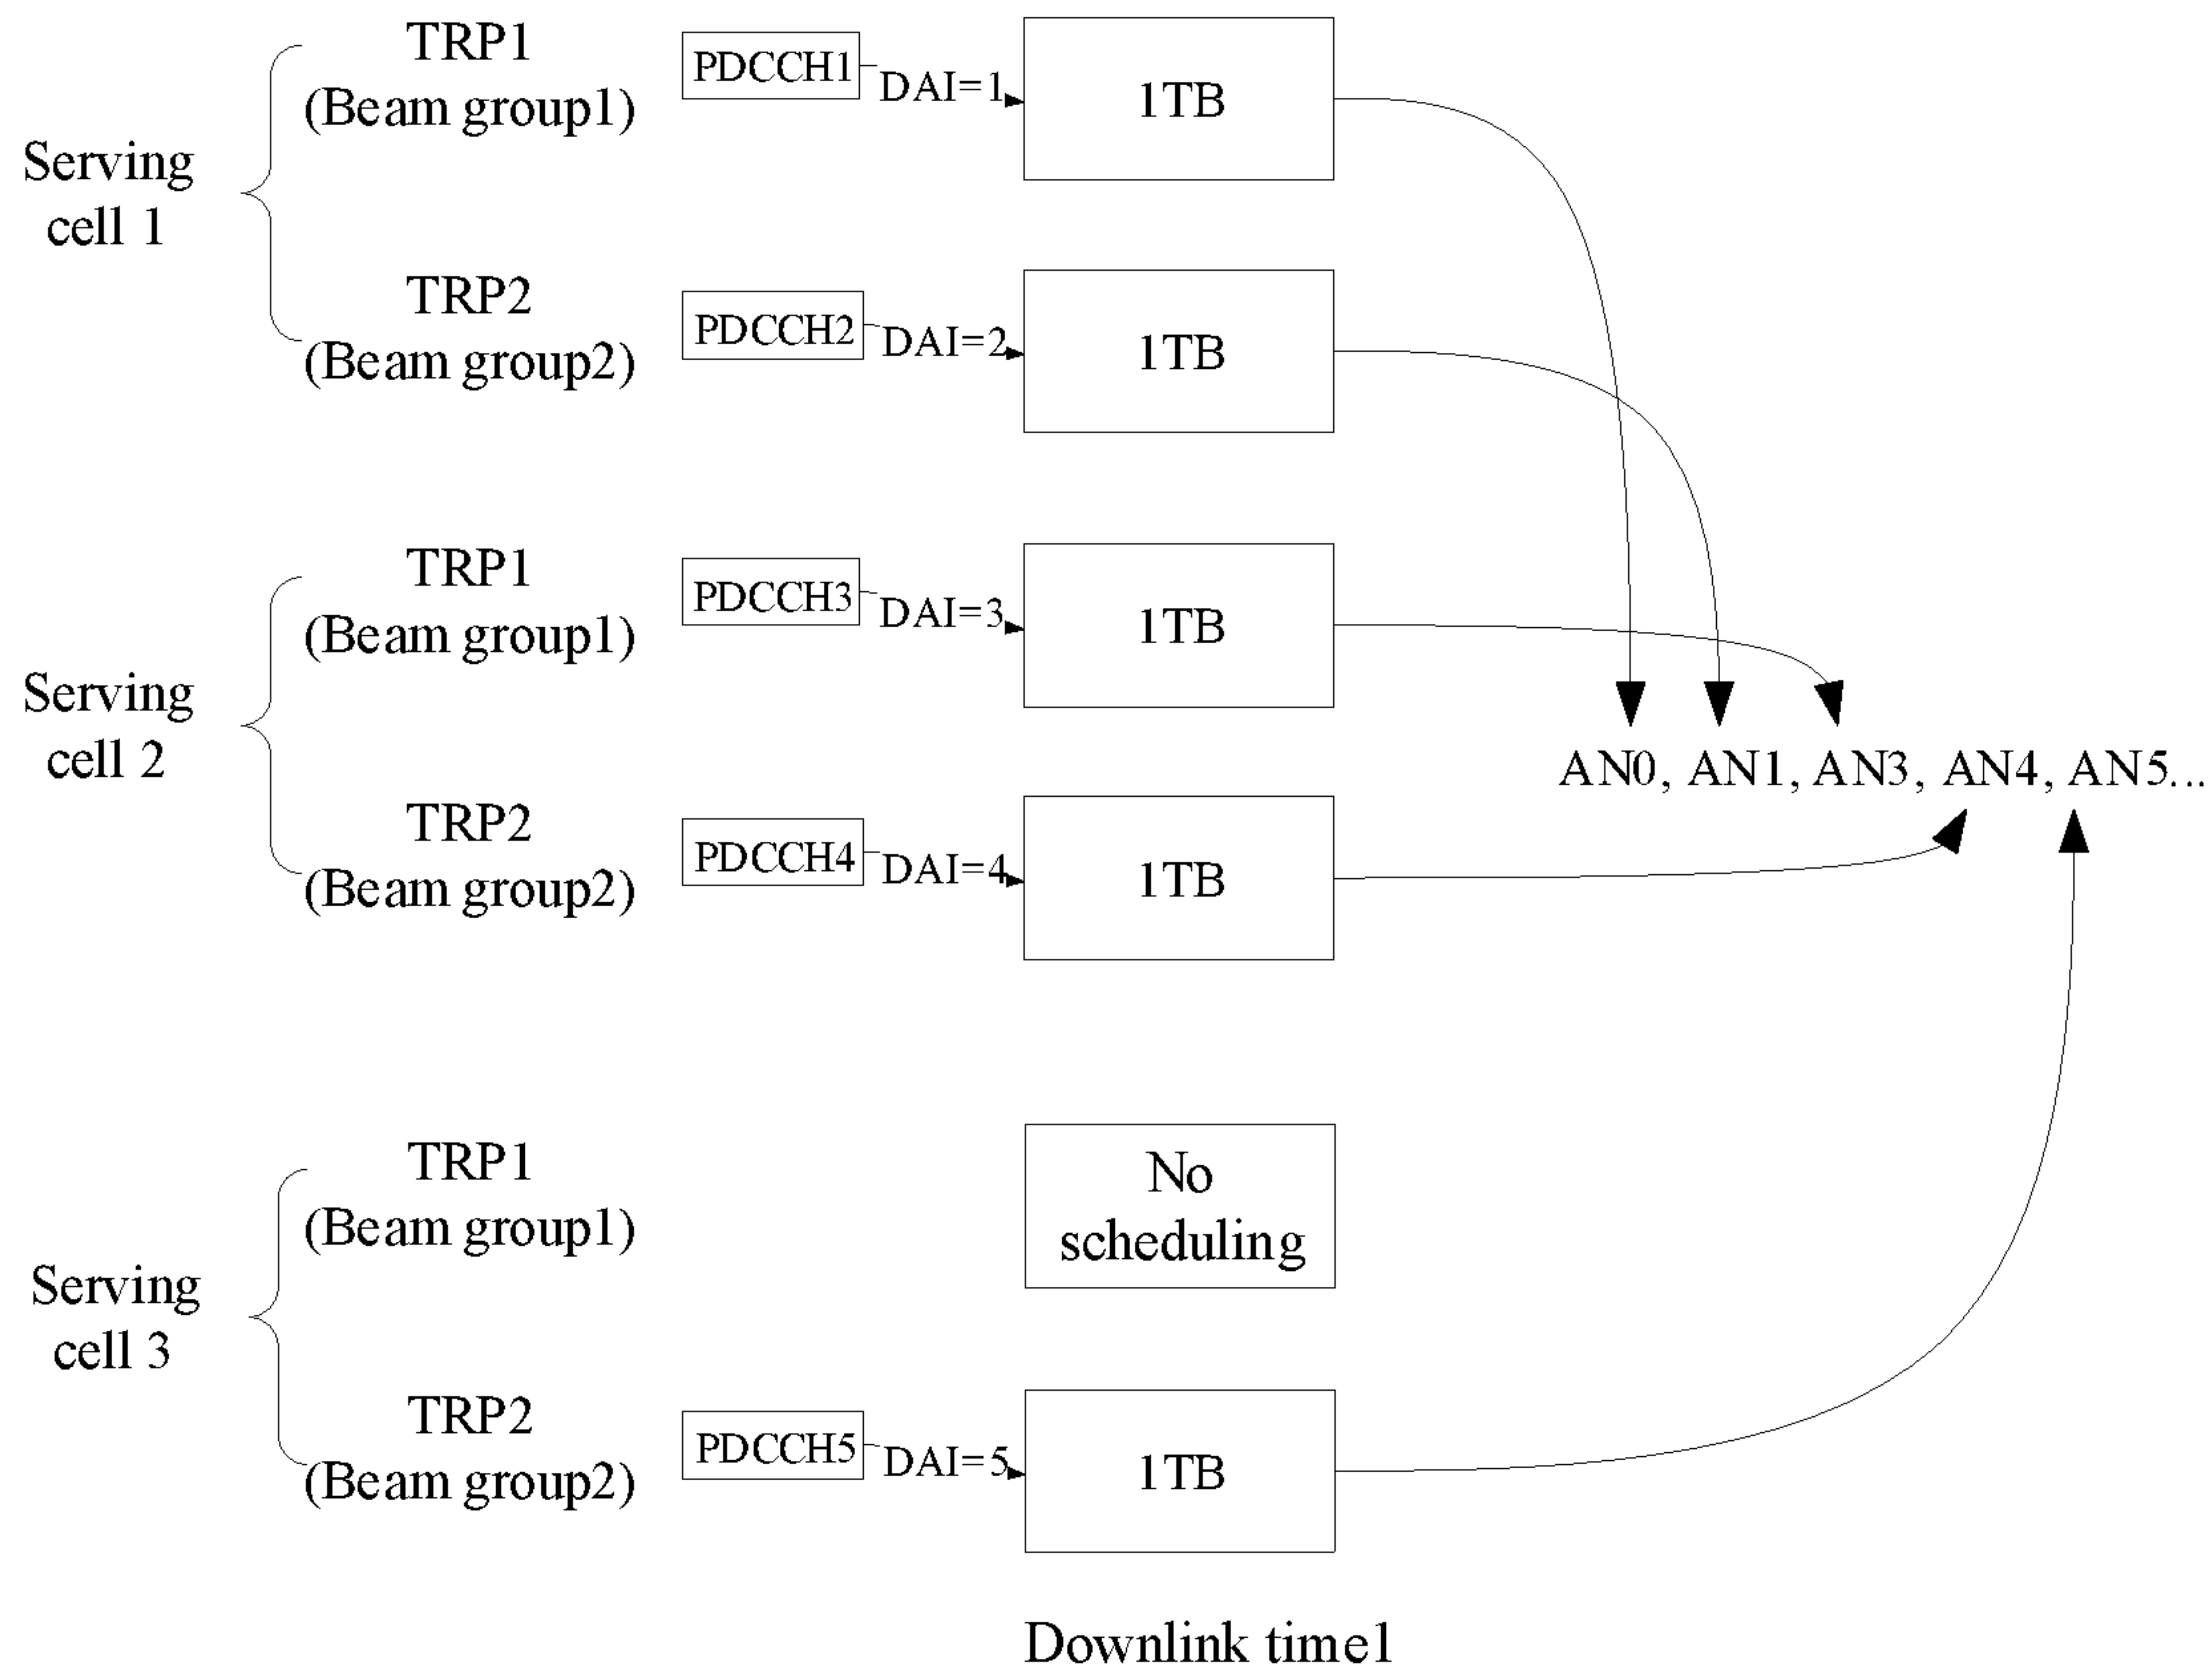 TRP1
(Beam group1)
PDCCH1
DAI=1
1TB
Serving
cell 1
TRP2
(Beam group2)
PDCCH2
DAI=2
1TB
TRP1
(Beam group1)
PDCCH3
DAI=3
1TB
Serving
cell 2
AN0, AN1, AN3, AN4, AN5...
TRP2
(Beam group2)
PDCCH4
DAI=4
1TB
TRP1
(Beam group1)
No
scheduling
Serving
cell 3
TRP2
(Beam group2)
PDCCH5
DAI=5
1TB
Downlink time1